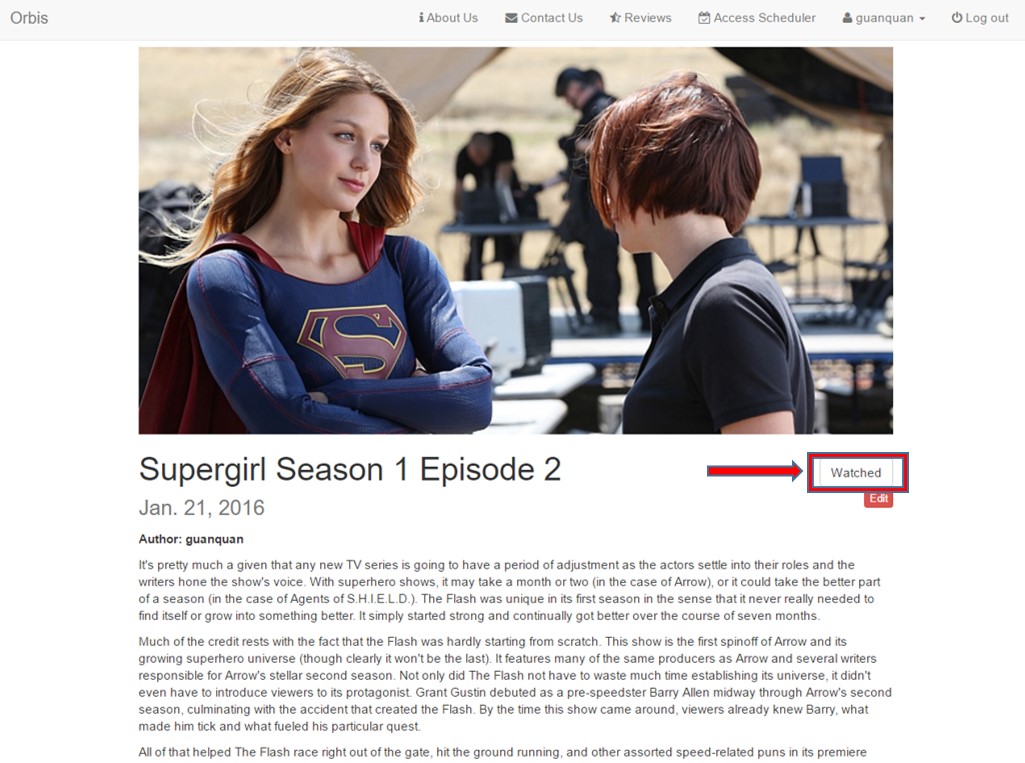 Orbis About Us Contact Us Reviews Access Scheduler guanquan Log out
Supergirl Season 1 Episode 2
Watched
Edit
Jan. 21, 2016
Author: guanquan
It's pretty much a given that any new TV series is going to have a period of adjustment as the actors settle into their roles and the
writers hone the show's voice. With superhero shows, it may take a month or two (in the case of Arrow), or it could take the better part
of a season (in the case of Agents of S.H.I.E.L.D.). The Flash was unique in its first season in the sense that it never really needed to
find itself or grow into something better. It simply started strong and continually got better over the course of seven months.
Much of the credit rests with the fact that the Flash was hardly starting from scratch. This show is the first spinoff of Arrow and its
growing superhero universe (though clearly it won't be the last). It features many of the same producers as Arrow and several writers
responsible for Arrow's stellar second season. Not only did The Flash not have to waste much time establishing its universe, it didn't
even have to introduce viewers to its protagonist. Grant Gustin debuted as a pre-speedster Barry Allen midway through Arrow's second
season, culminating with the accident that created the Flash. By the time this show came around, viewers already knew Barry, what
made him tick and what fueled his particular quest.
All of that helped The Flash race right out of the gate, hit the ground running, and other assorted speed-related puns in its premiere